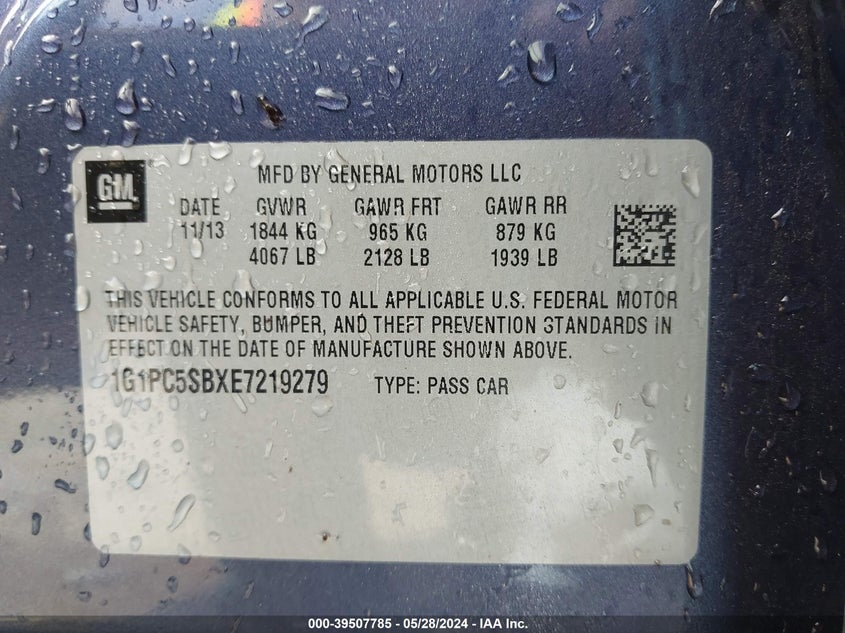 GM
MFD BY GENERAL MOTORS LLC
DATE GVWR GAWR FRT GAWR RR
11/13 1844 KG 965 KG 879 KG
4067 LB 2128 LB 1939 LB
THIS VEHICLE CONFORMS TO ALL APPLICABLE U.S. FEDERAL MOTOR
VEHICLE SAFETY, BUMPER, AND THEFT PREVENTION STANDARDS IN
EFFECT ON THE DATE OF MANUFACTURE SHOWN ABOVE.
1G1PC5SBXE7219279 TYPE: PASS CAR
000-39507785 - 05/28/2024 - IAA Inc.